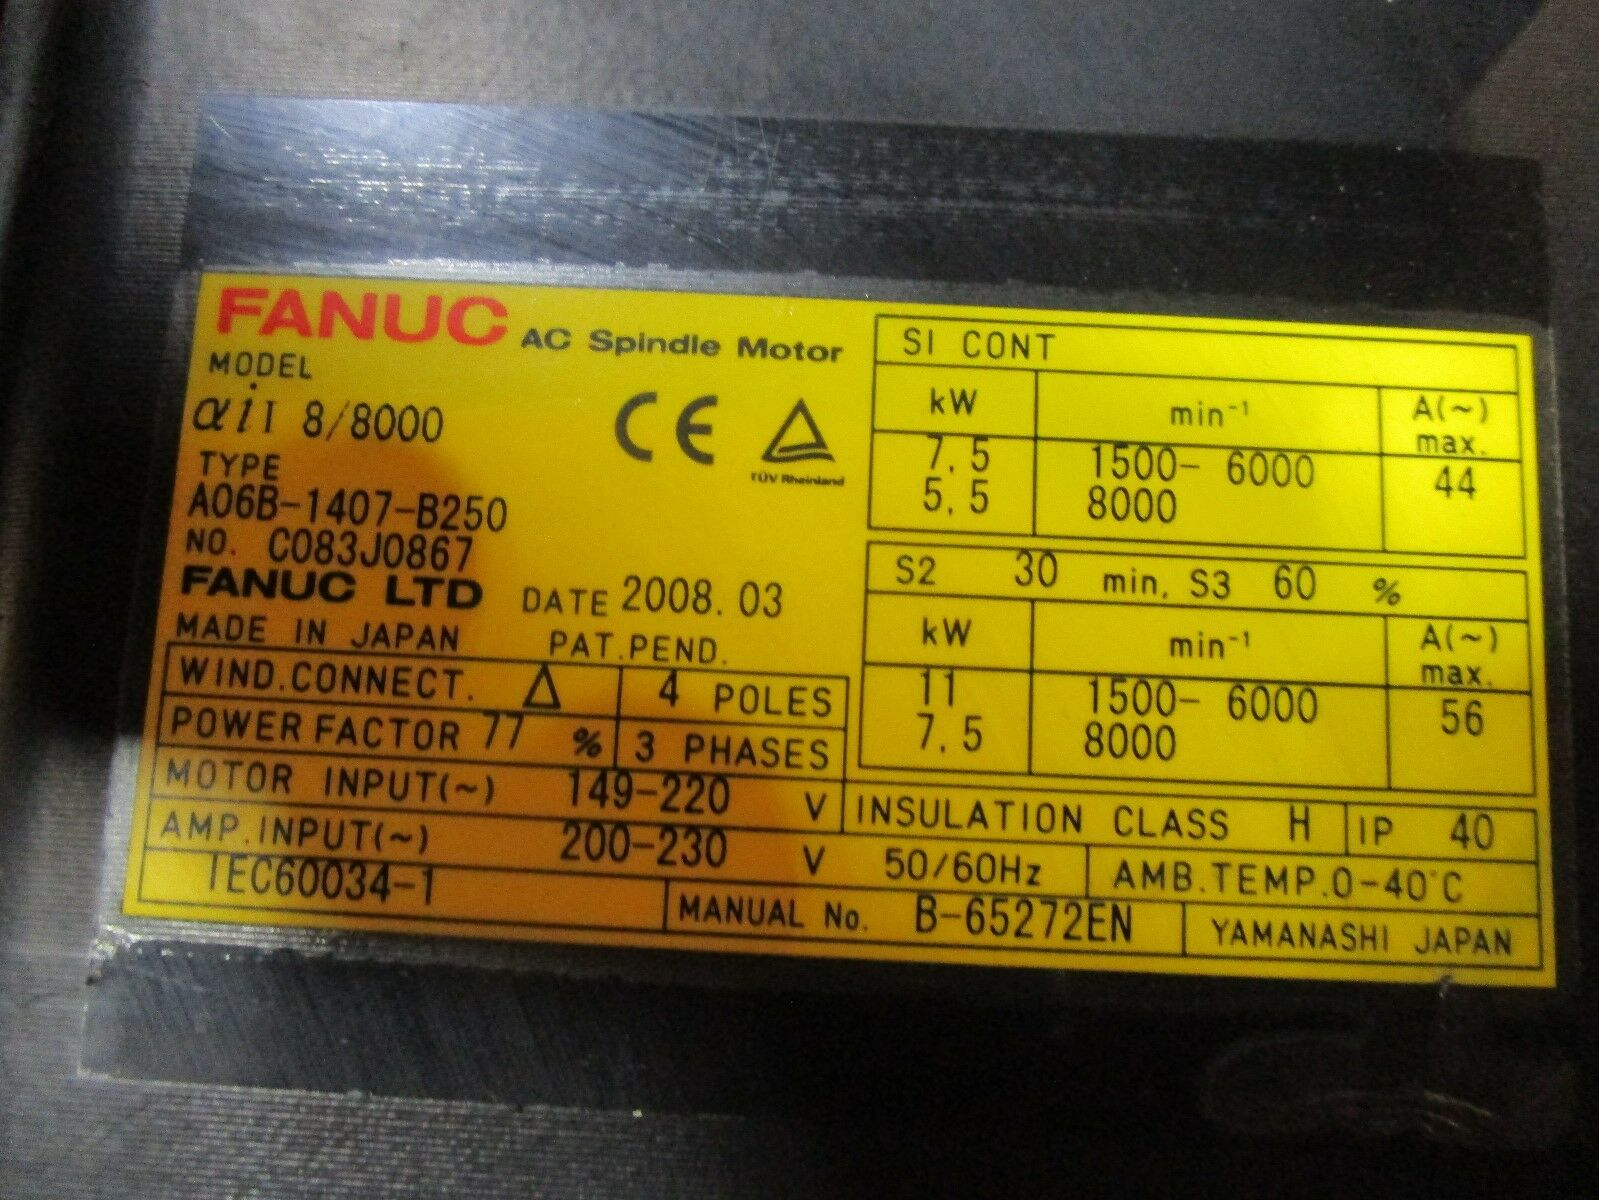 FANUC AC Spindle Motor
MODEL
αiI 8/8000
CE
TÜV Rheinland
TYPE
A06B-1407-B250
NO. C083J0867
FANUC LTD DATE 2008.03
MADE IN JAPAN PAT.PEND.
WIND.CONNECT. Δ 4 POLES
POWER FACTOR 77 % 3 PHASES
MOTOR INPUT(~) 149-220 V
SI CONT
kW min⁻¹ A(~) max.
7.5 1500- 6000 44
5.5 8000
S2 30 min, S3 60 %
kW min⁻¹ A(~) max.
11 1500- 6000 56
7.5 8000
INSULATION CLASS H IP 40
AMP.INPUT(~) 200-230 V 50/60Hz AMB.TEMP.0-40°C
IEC60034-1 MANUAL No. B-65272EN YAMANASHI JAPAN